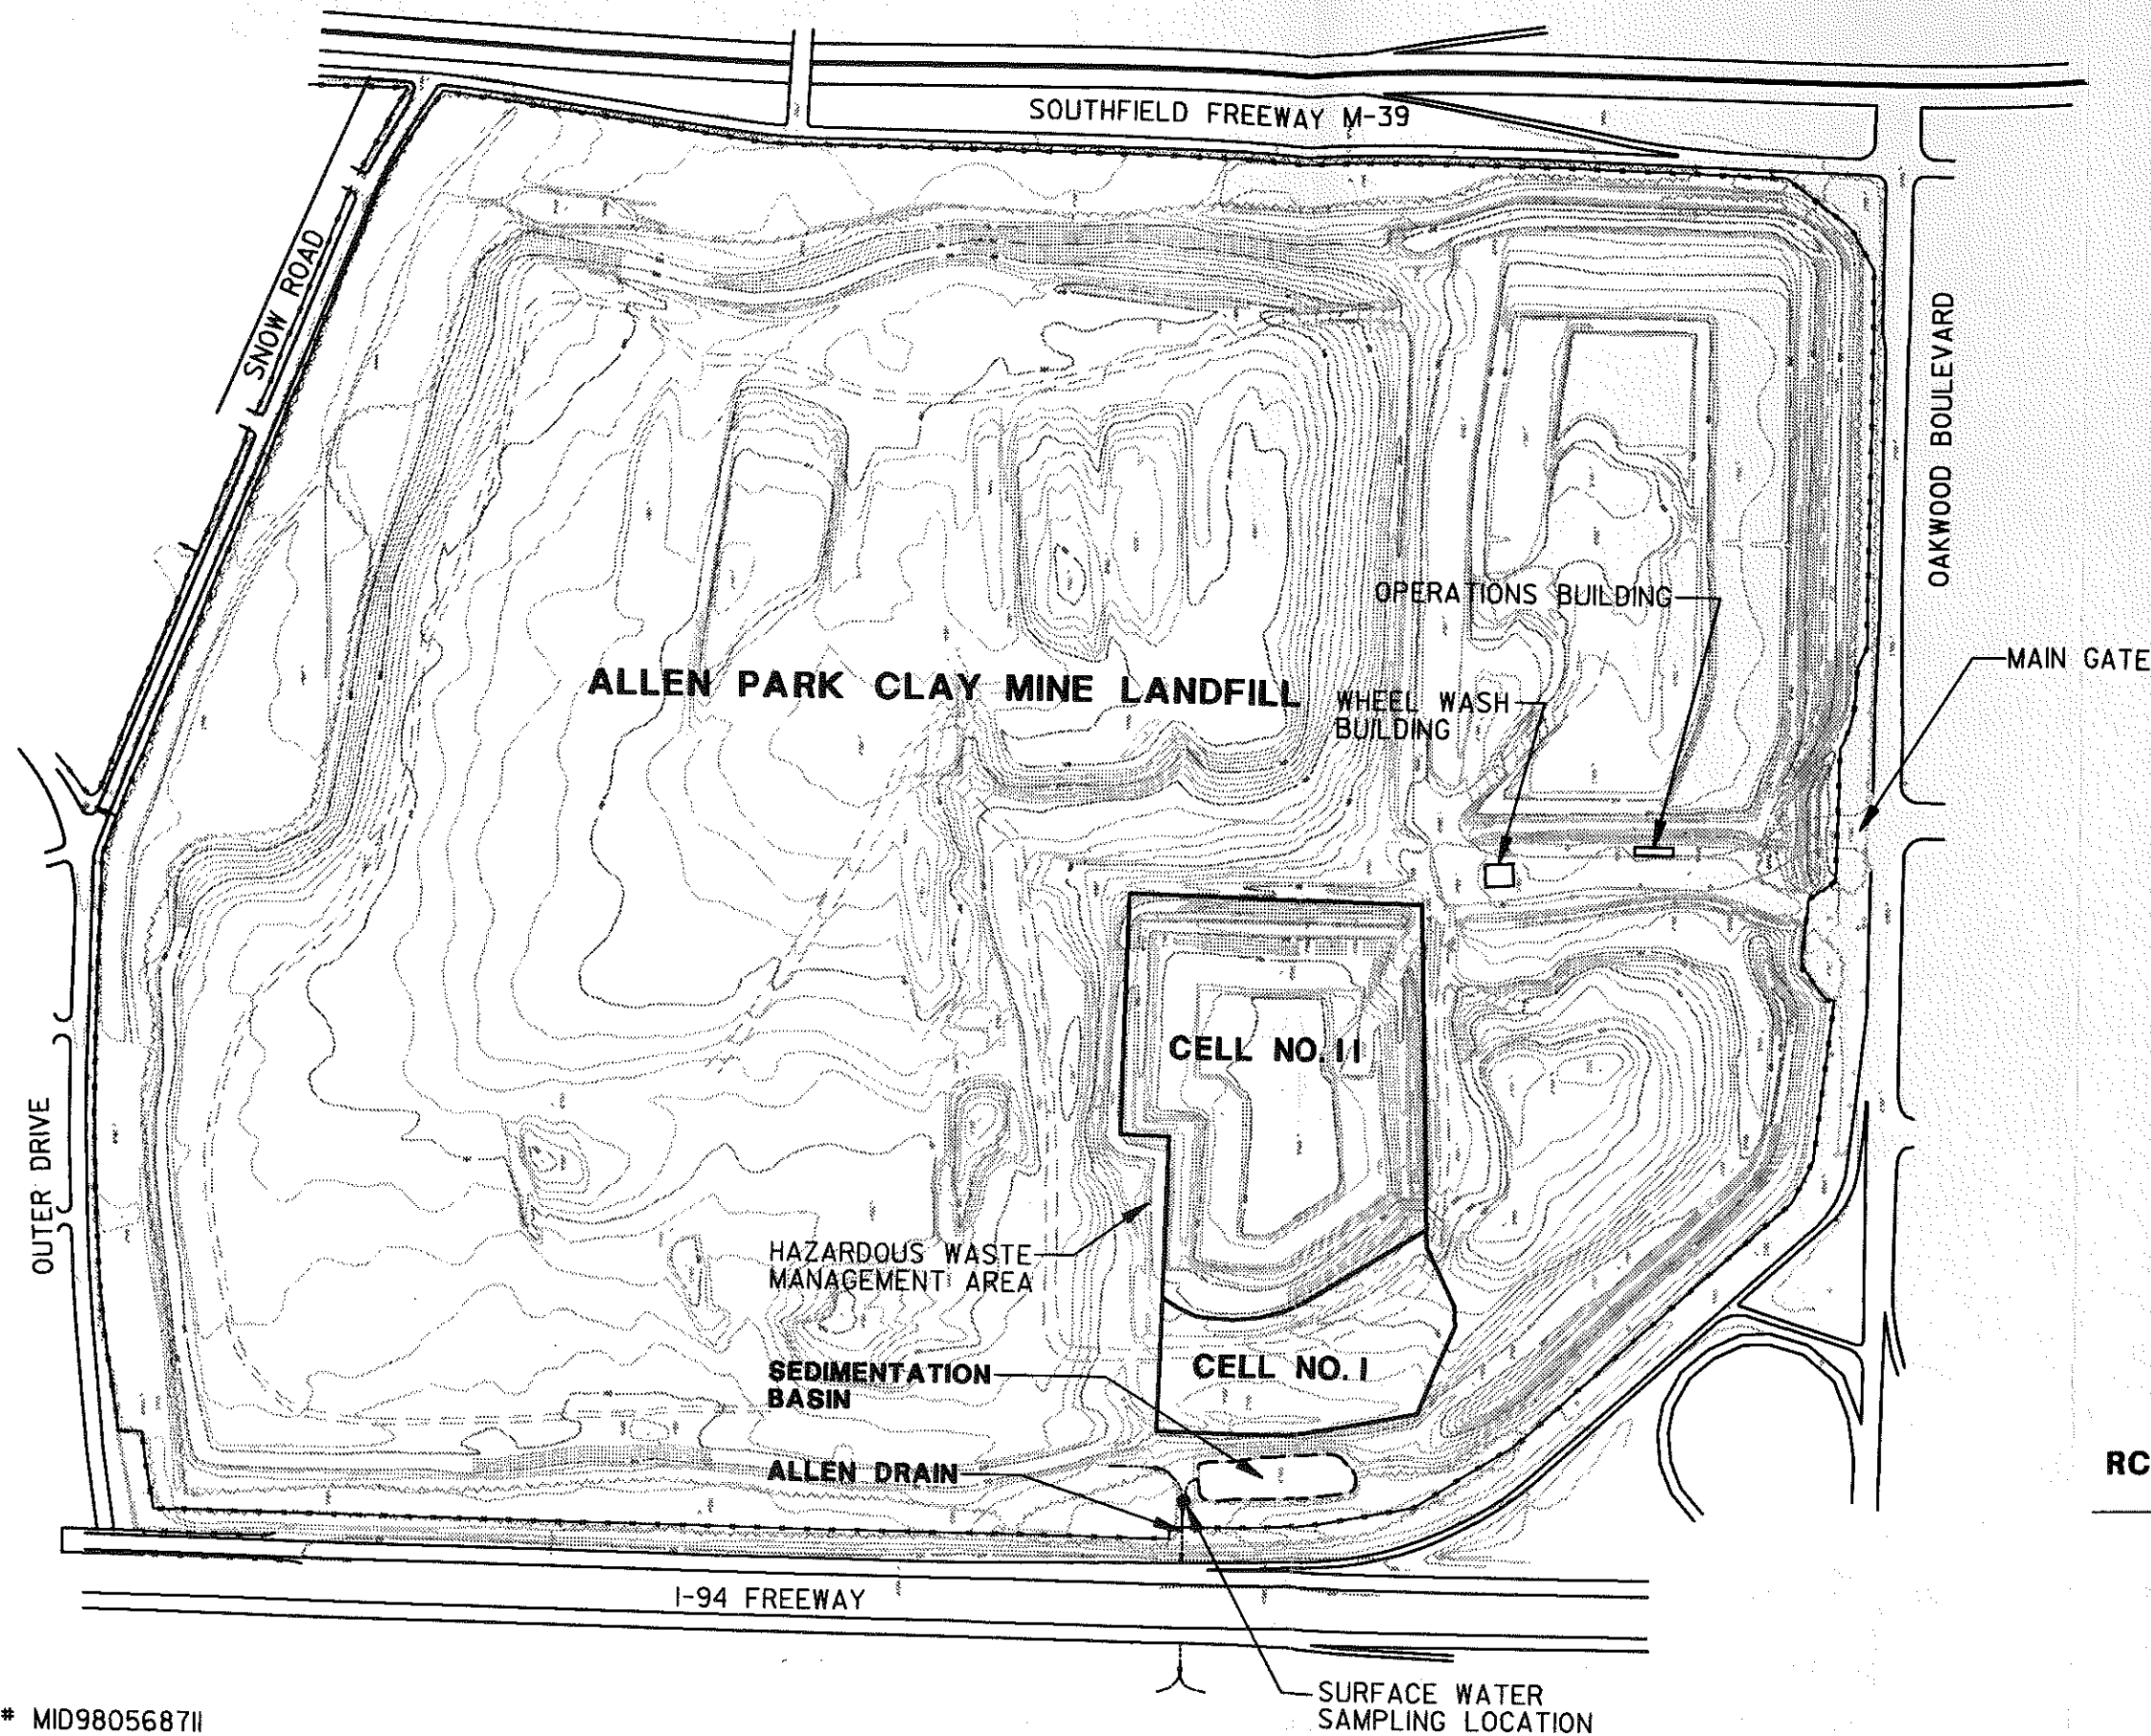 SOUTHFIELD FREEWAY M-39
SNOW ROAD
OAKWOOD BOULEVARD
OPERATIONS BUILDING
MAIN GATE
ALLEN PARK CLAY MINE LANDFILL
WHEEL WASH
BUILDING
CELL NO. II
OUTER DRIVE
HAZARDOUS WASTE
MANAGEMENT AREA
CELL NO. I
SEDIMENTATION
BASIN
ALLEN DRAIN
RC
I-94 FREEWAY
SURFACE WATER
SAMPLING LOCATION
# MID980568711